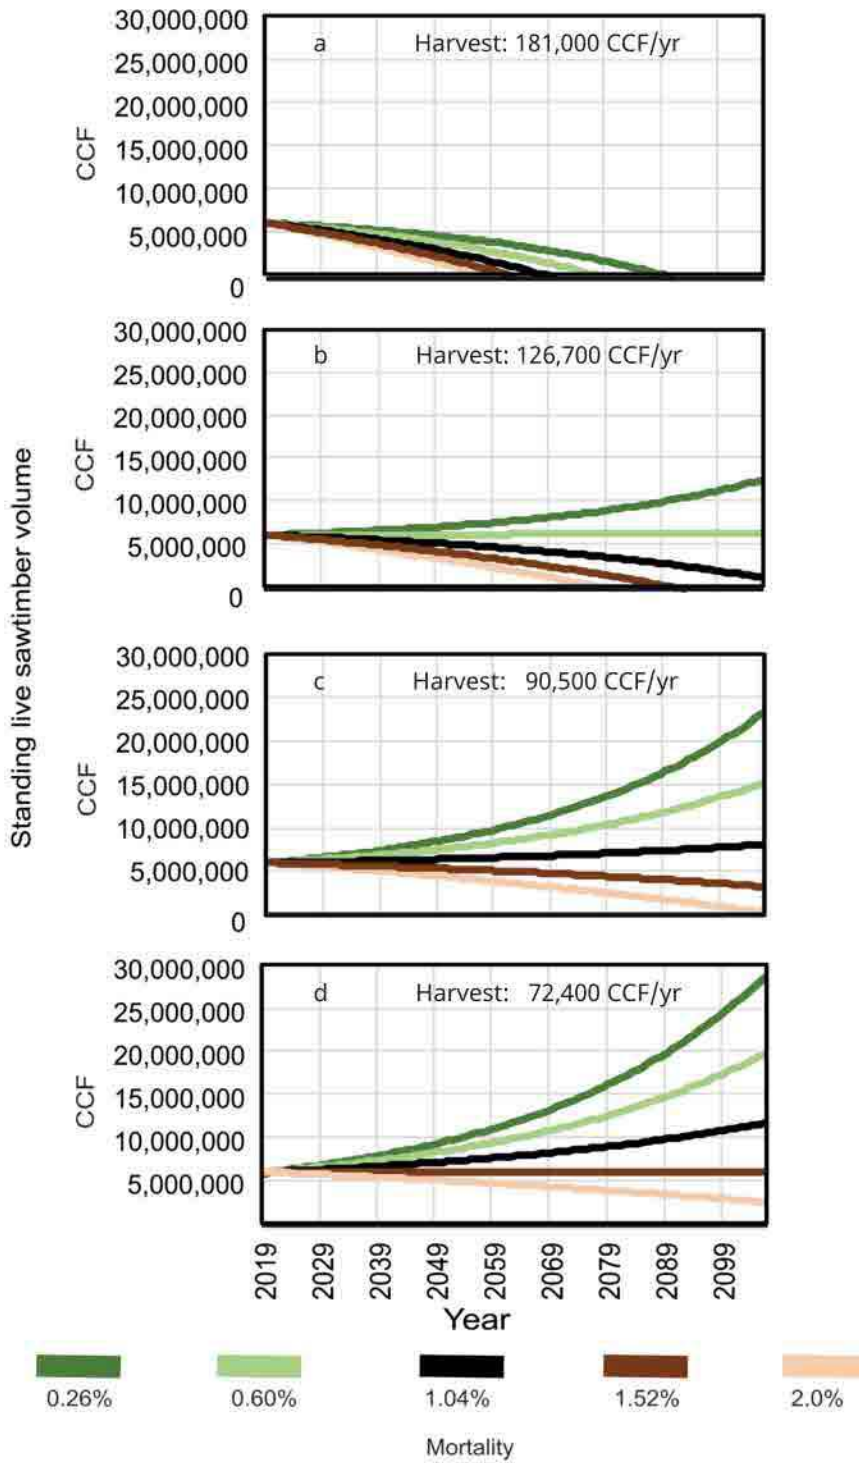 Standing live sawtimber volume
CCF
30,000,000
25,000,000
20,000,000
15,000,000
10,000,000
5,000,000
0
a Harvest: 181,000 CCF/yr
CCF
30,000,000
25,000,000
20,000,000
15,000,000
10,000,000
5,000,000
0
b Harvest: 126,700 CCF/yr
CCF
30,000,000
25,000,000
20,000,000
15,000,000
10,000,000
5,000,000
0
c Harvest: 90,500 CCF/yr
CCF
30,000,000
25,000,000
20,000,000
15,000,000
10,000,000
5,000,000
d Harvest: 72,400 CCF/yr
2019 2029 2039 2049 2059 2069 2079 2089 2099
Year
0.26% 0.60% 1.04% 1.52% 2.0%
Mortality